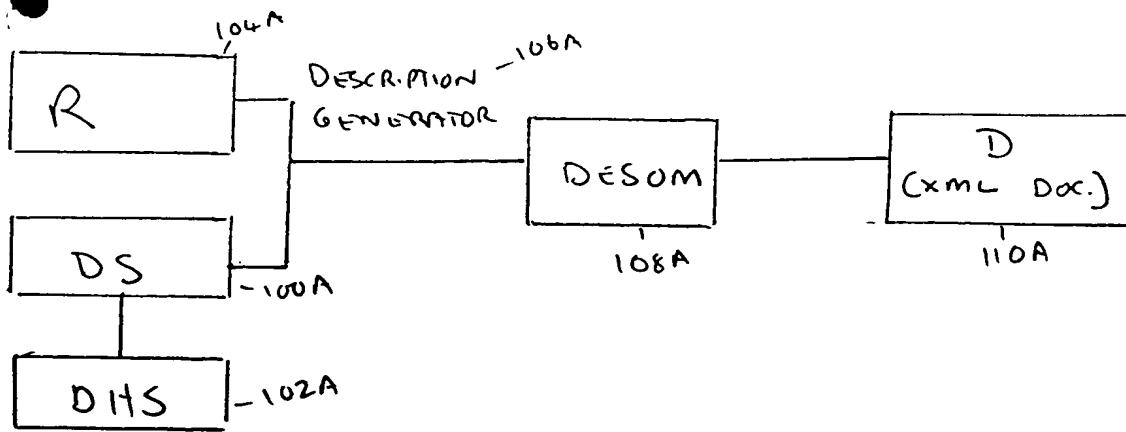 104A
R
DESCRIPTION -106A
GENERATOR
DESOM
108A
D
(XML DOC.)
110A
DS
-100A
DHS
-102A